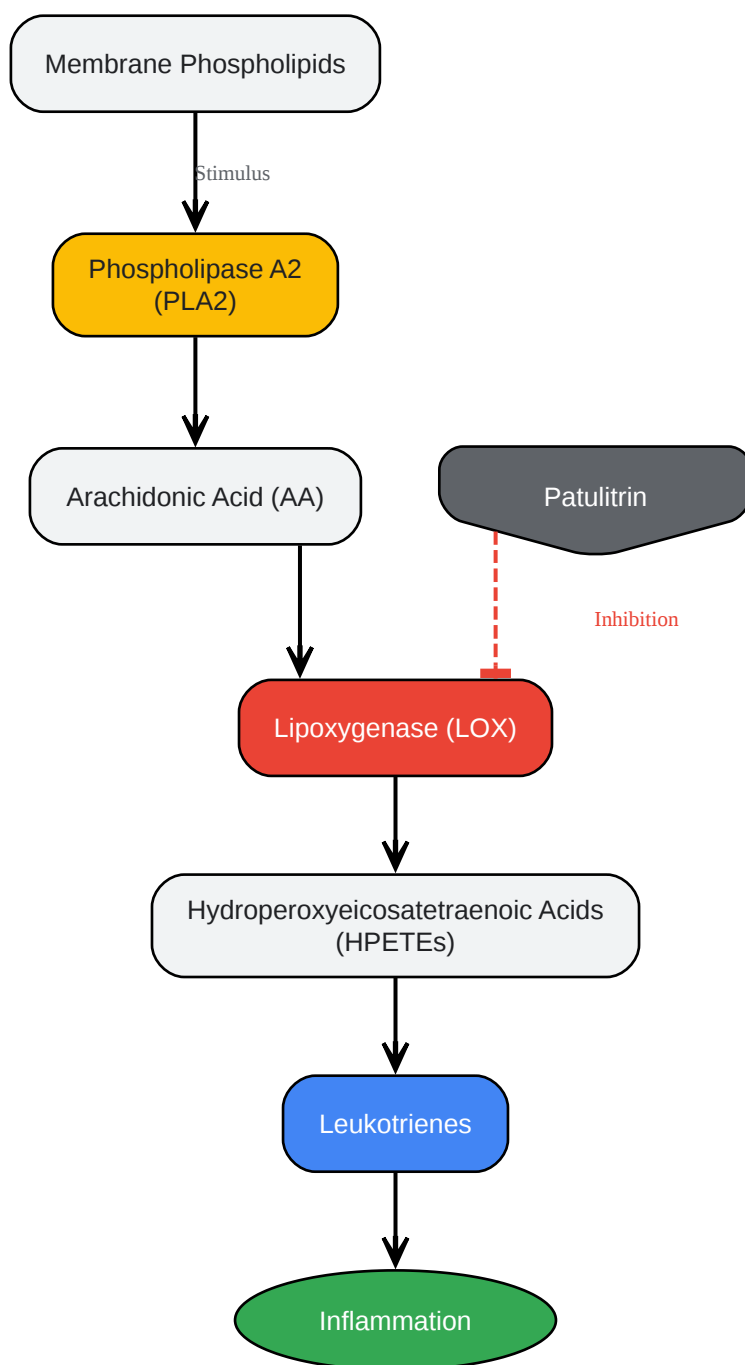 Membrane Phospholipids
Stimulus
Phospholipase A2
(PLA2)
Arachidonic Acid (AA)
Patulitrin
Inhibition
Lipoxygenase (LOX)
Hydroperoxyeicosatetraenoic Acids
(HPETEs)
Leukotrienes
Inflammation